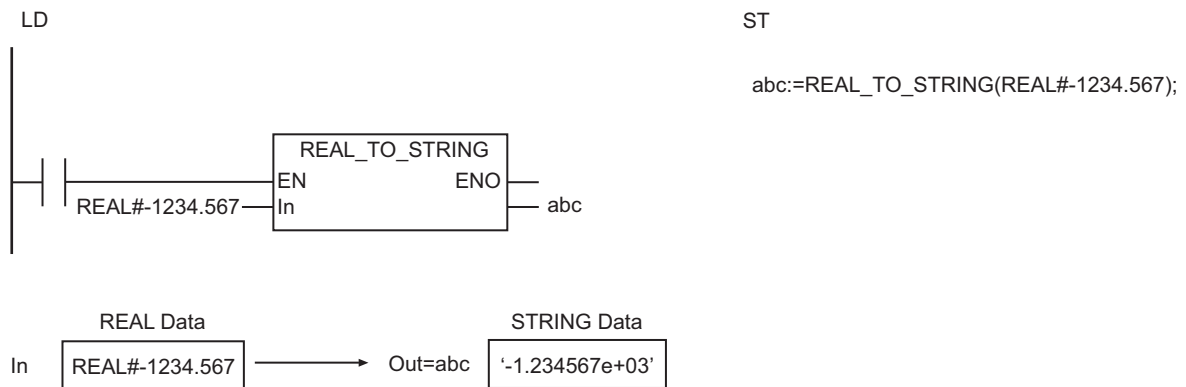 LD
ST
abc:=REAL_TO_STRING(REAL#-1234.567);
REAL_TO_STRING
EN ENO
REAL#-1234.567 In abc
REAL Data STRING Data
In REAL#-1234.567 Out=abc ‘-1.234567e+03’